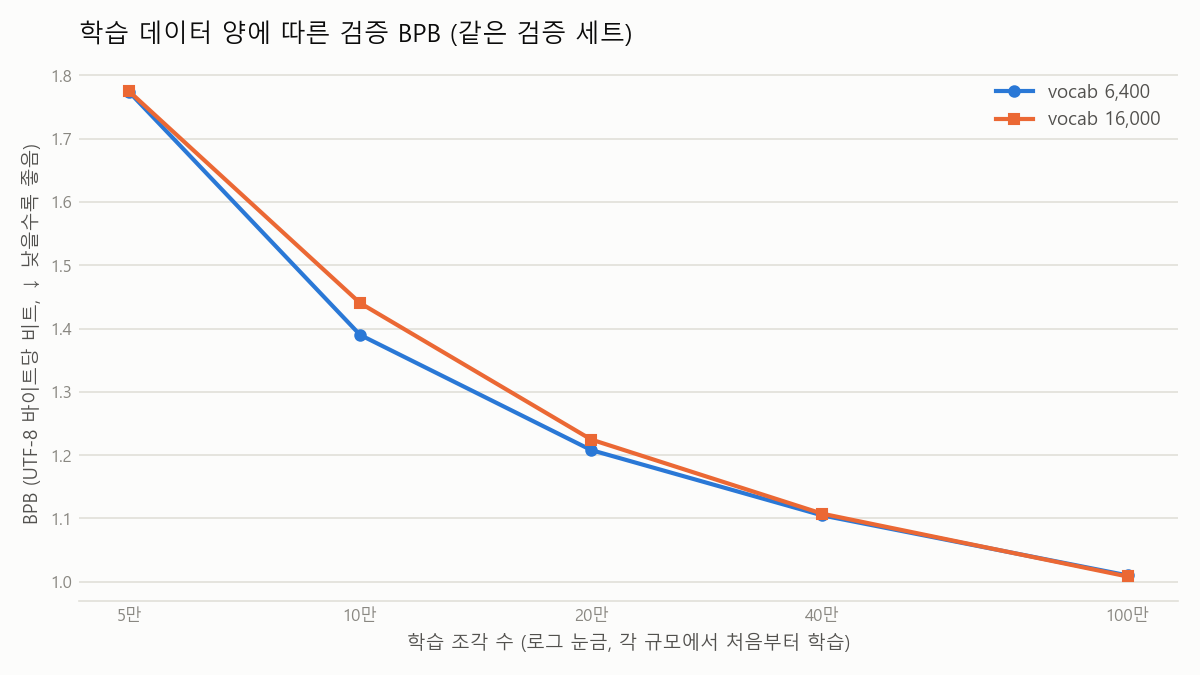 학습 데이터 양에 따른 검증 BPB (같은 검증 세트)
vocab 6,400
vocab 16,000
BPB (UTF-8 바이트당 비트, ↓ 낮을수록 좋음)
1.8
1.7
1.6
1.5
1.4
1.3
1.2
1.1
1.0
5만
10만
20만
40만
100만
학습 조각 수 (로그 눈금, 각 규모에서 처음부터 학습)